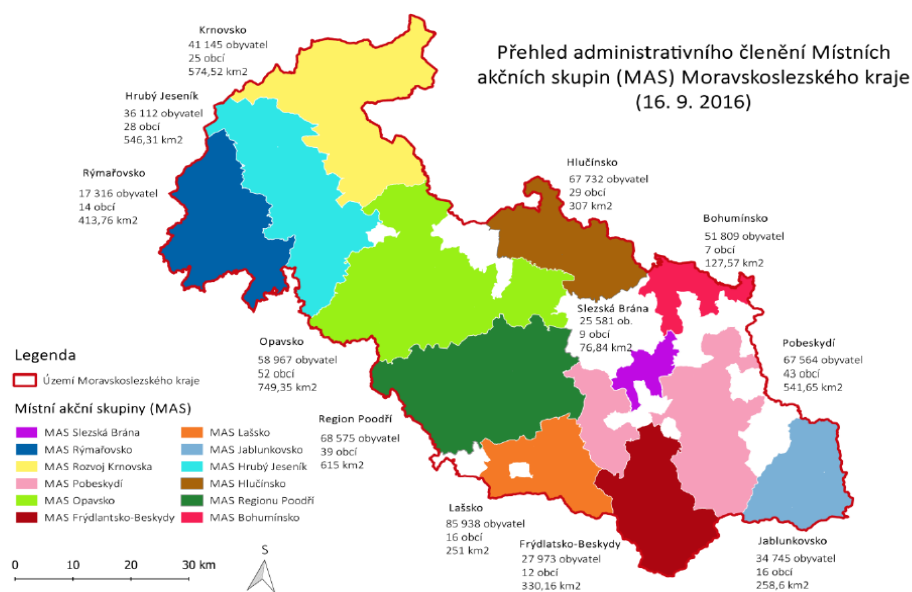 Přehled administrativního členění Místních
akčních skupin (MAS) Moravskoslezského kraje
(16. 9. 2016)
Krnovsko
41 145 obyvatel
25 obcí
574,52 km2
Hrubý Jeseník
36 112 obyvatel
28 obcí
546,31 km2
Rýmařovsko
17 316 obyvatel
14 obcí
413,76 km2
Hlučínsko
67 732 obyvatel
29 obcí
307 km2
Bohumínsko
51 809 obyvatel
7 obcí
127,57 km2
Slezská Brána
25 581 ob.
9 obcí
76,84 km2
Opavsko
58 967 obyvatel
52 obcí
749,35 km2
Pobeskydí
67 564 obyvatel
43 obcí
541,65 km2
Region Poodří
68 575 obyvatel
39 obcí
615 km2
Lašsko
85 938 obyvatel
16 obcí
251 km2
Frýdlatsko-Beskydy
27 973 obyvatel
12 obcí
330,16 km2
Jablunkovsko
34 745 obyvatel
16 obcí
258,6 km2
Legenda
Území Moravskoslezského kraje
Místní akční skupiny (MAS)
MAS Slezská Brána
MAS Rýmařovsko
MAS Rozvoj Krnovska
MAS Pobeskydí
MAS Opavsko
MAS Frýdlantsko-Beskydy
MAS Lašsko
MAS Jablunkovsko
MAS Hrubý Jeseník
MAS Hlučínsko
MAS Regionu Poodří
MAS Bohumínsko
0 10 20 30 km
S